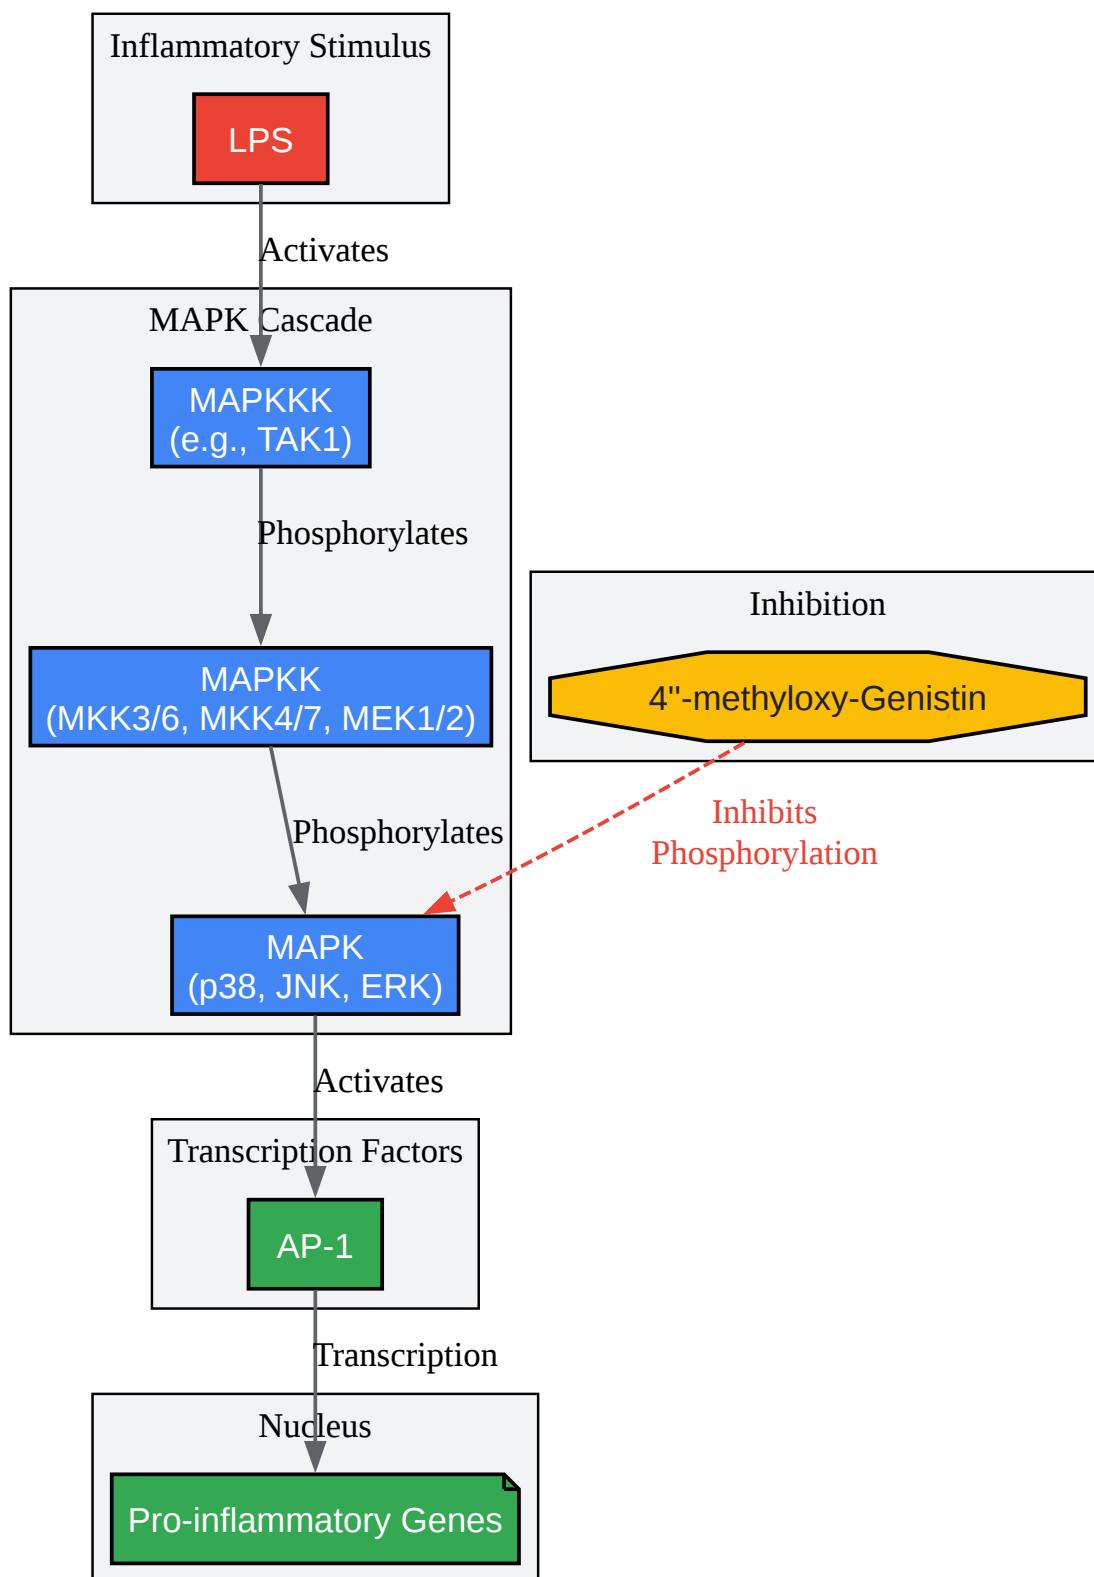 Inflammatory Stimulus
LPS
Activates
MAPK Cascade
MAPKKK
(e.g., TAK1)
Phosphorylates
Inhibition
MAPKK
(MKK3/6, MKK4/7, MEK1/2)
4''-methyloxy-Genistin
Inhibits
Phosphorylation
Phosphorylates
MAPK
(p38, JNK, ERK)
Activates
Transcription Factors
AP-1
Transcription
Nucleus
Pro-inflammatory Genes